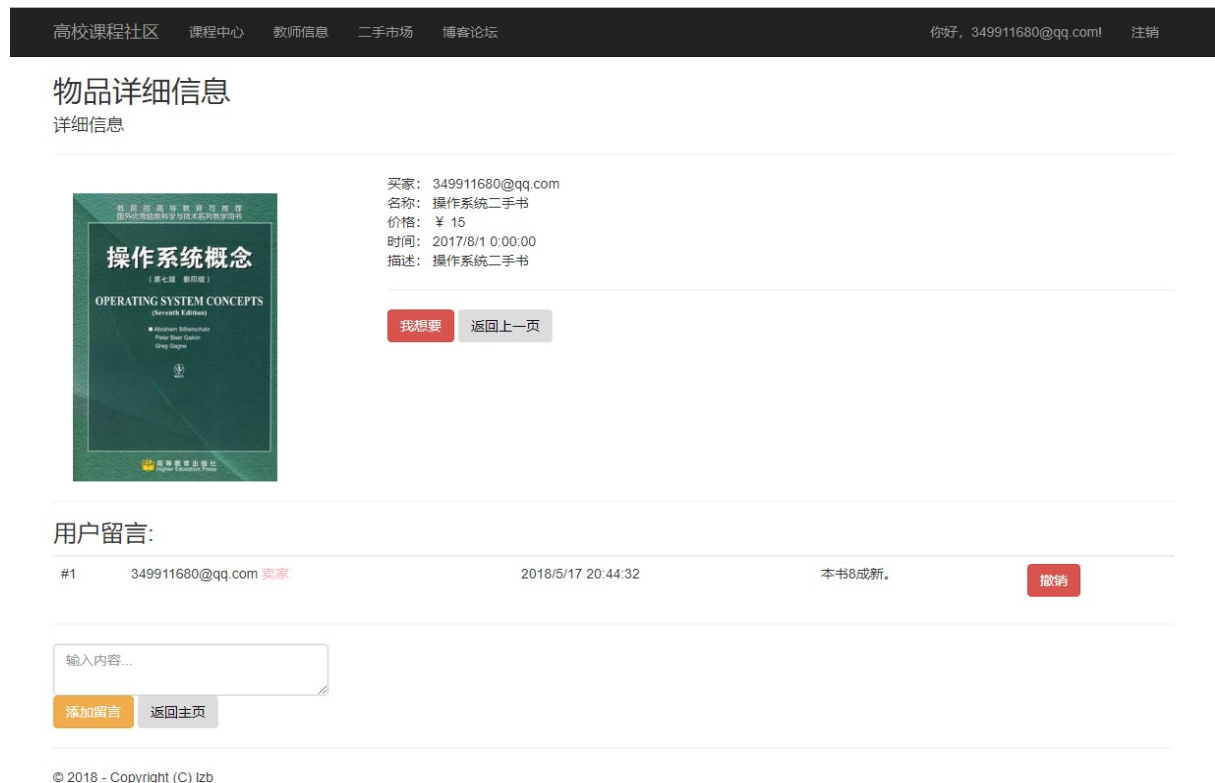 高校课程社区 课程中心 教师信息 二手市场 博客论坛 你好，349911680@qq.com! 注销
物品详细信息
详细信息
教育部高等教育司推荐
国外优秀信息科学与技术系列教学用书
操作系统概念
(第七版 影印版)
OPERATING SYSTEM CONCEPTS
(Seventh Edition)
Abraham Silberschatz
Peter Baer Galvin
Greg Gagne
WILEY
高等教育出版社
Higher Education Press
买家： 349911680@qq.com
名称： 操作系统二手书
价格： ￥ 15
时间： 2017/8/1 0:00:00
描述： 操作系统二手书
我想要 返回上一页
用户留言:
#1 349911680@qq.com 卖家 2018/5/17 20:44:32 本书8成新。 撤销
输入内容...
添加留言 返回主页
© 2018 - Copyright (C) lzb